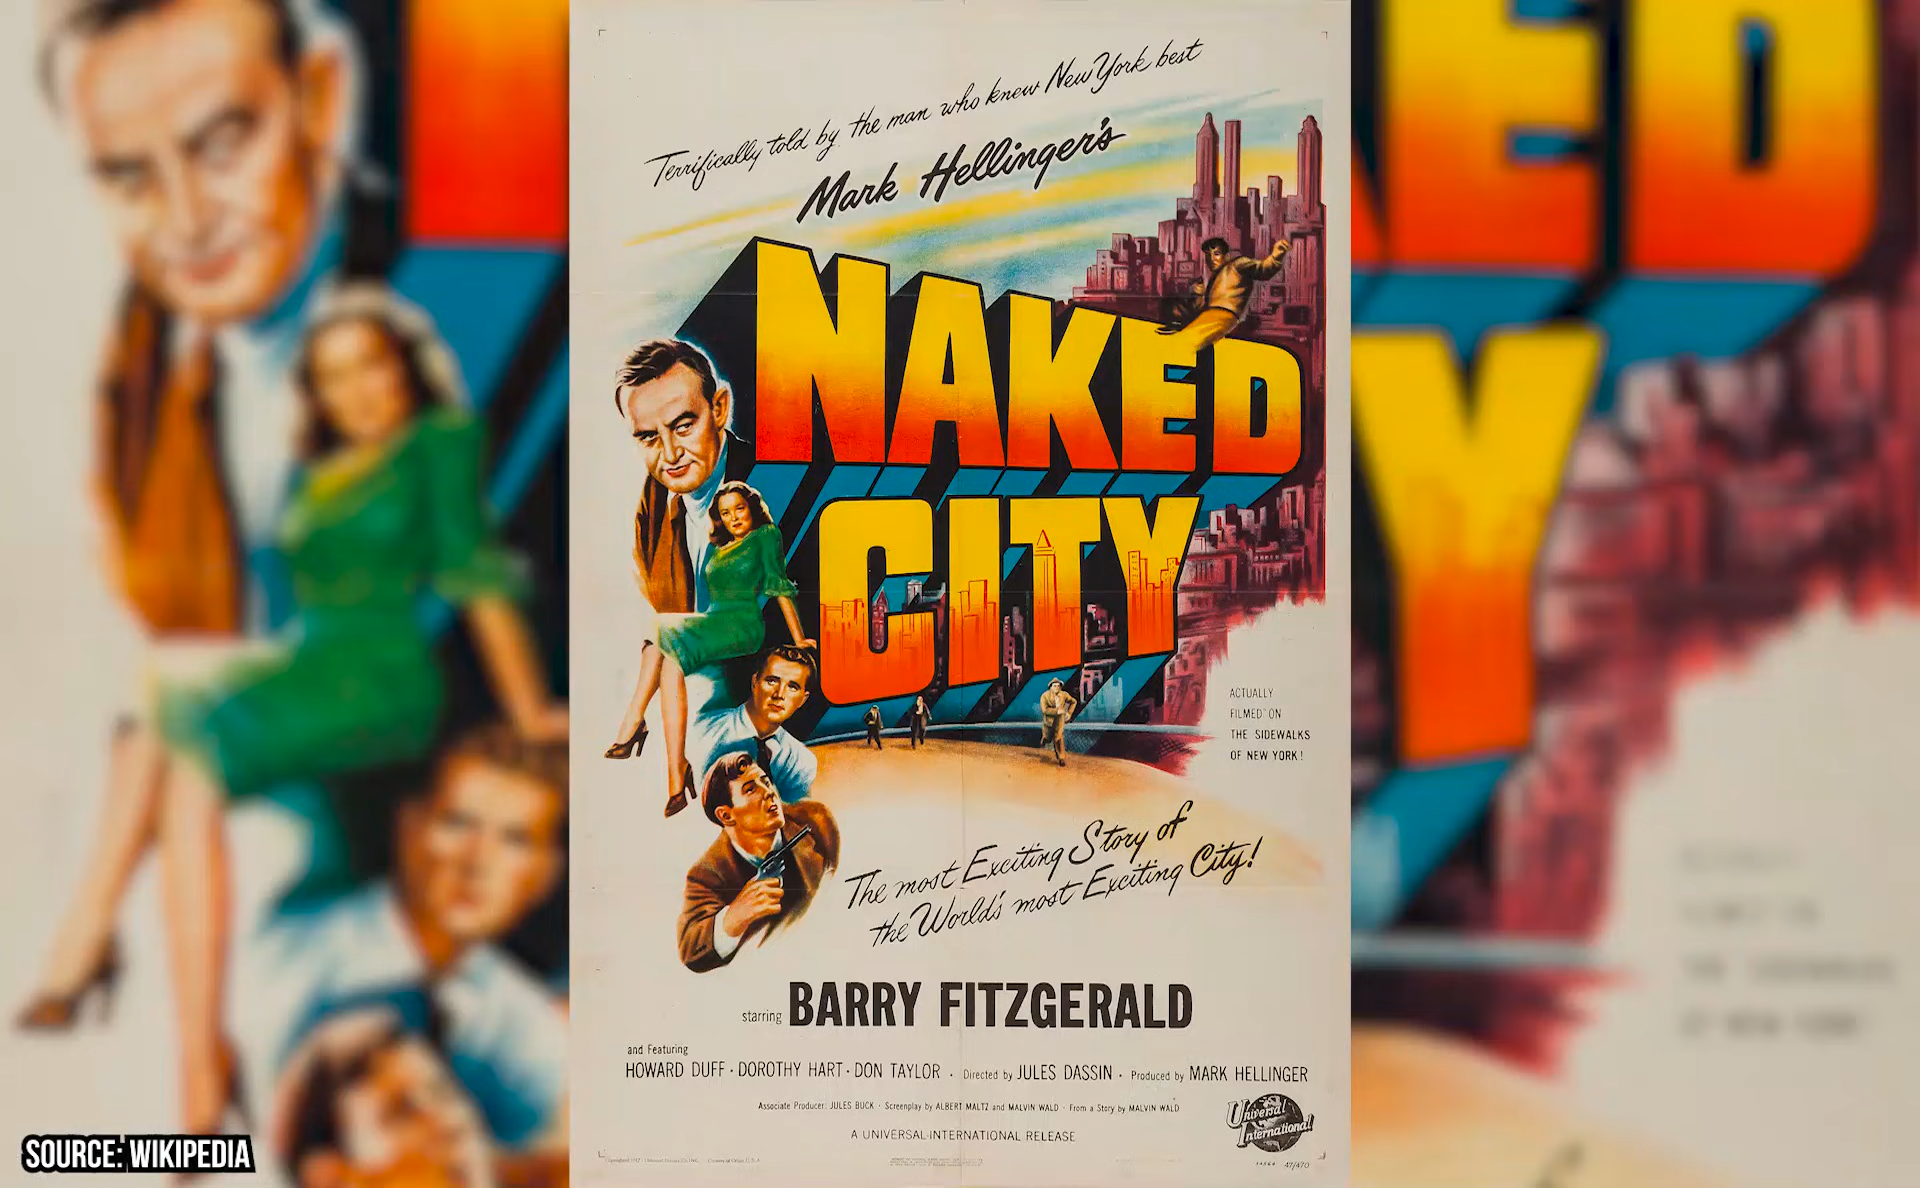 Terrifically told by the man who knew New York best
Mark Hellinger's
NAKED
CITY
ACTUALLY
FILMED ON
THE SIDEWALKS
OF NEW YORK!
The most Exciting Story of
the World's most Exciting City!
starring BARRY FITZGERALD
and Featuring
HOWARD DUFF · DOROTHY HART · DON TAYLOR · Directed by JULES DASSIN · Produced by MARK HELLINGER
Associate Producer: JULES BUCK · Screenplay by ALBERT MALTZ and MALVIN WALD · From a Story by MALVIN WALD
A UNIVERSAL-INTERNATIONAL RELEASE
Universal
International
47/470
SOURCE: WIKIPEDIA